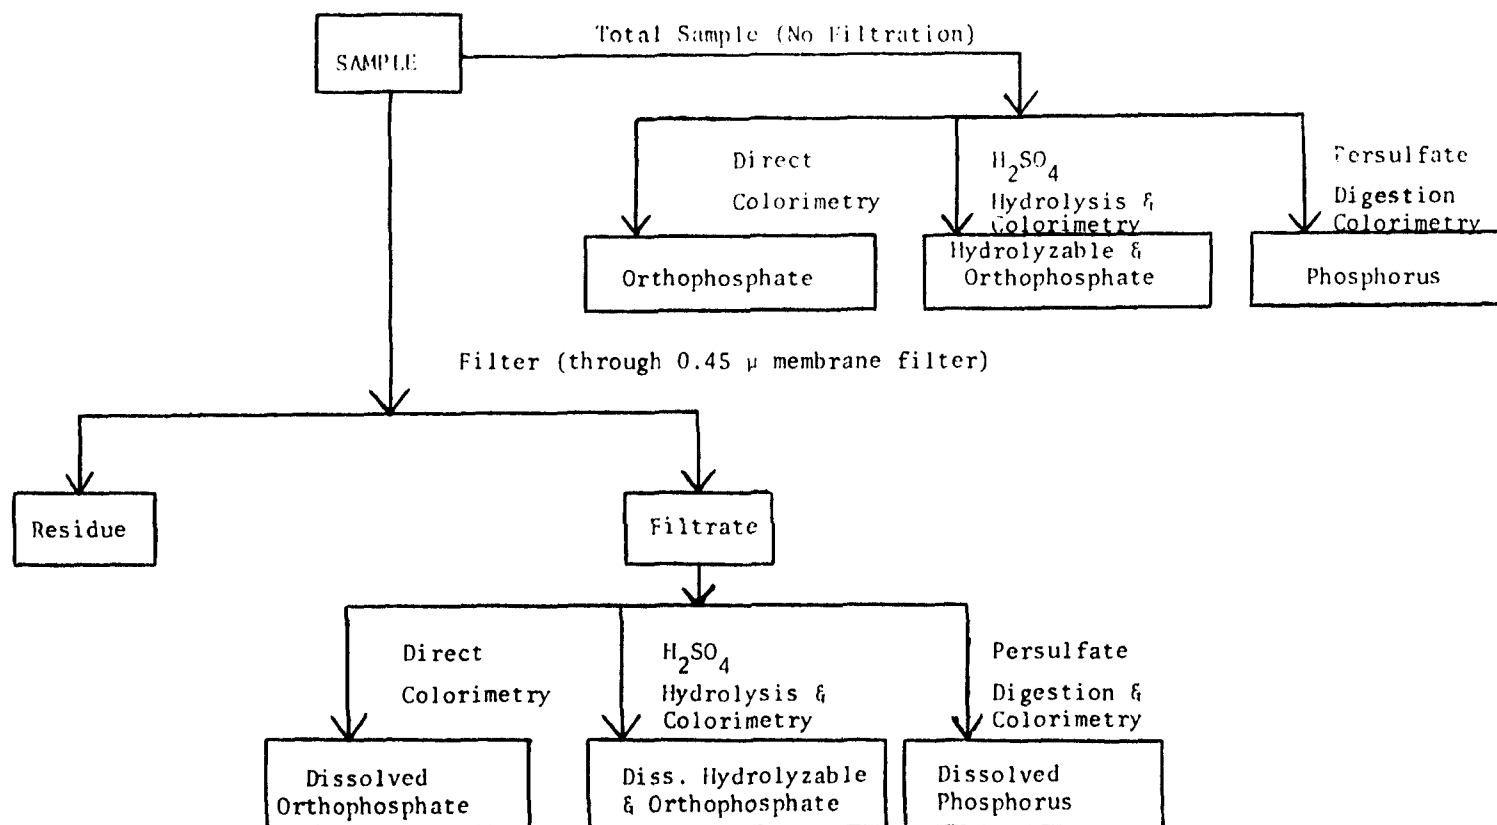 Total Sample (No Filtration)
SAMPLE
Direct
Colorimetry
H2SO4
Hydrolysis &
Colorimetry
Persulfate
Digestion
Colorimetry
Orthophosphate
Hydrolyzable &
Orthophosphate
Phosphorus
Filter (through 0.45 μ membrane filter)
Residue
Filtrate
Direct
Colorimetry
H2SO4
Hydrolysis &
Colorimetry
Persulfate
Digestion &
Colorimetry
Dissolved
Orthophosphate
Diss. Hydrolyzable
& Orthophosphate
Dissolved
Phosphorus